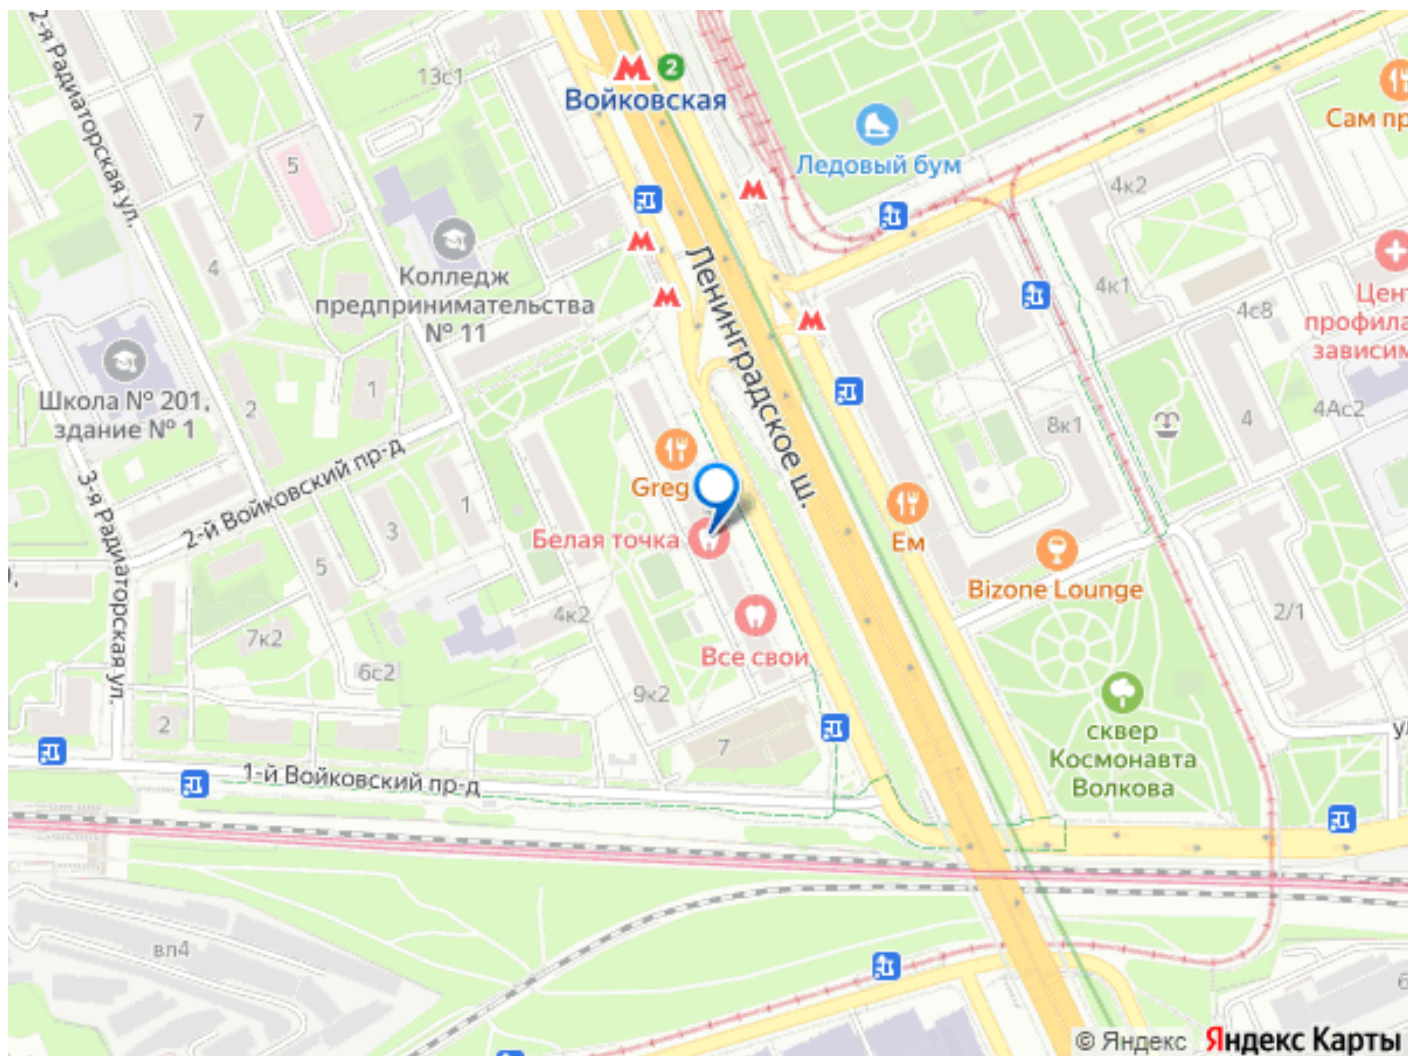 2-я Радиаторская ул.
13с1
2
Войковская
Сам пр
7
5
Ледовый бум
4к2
4
Колледж
предпринимательства
№ 11
Ленинградское ш.
4к1
4с8
Цент
профила
зависим
Школа № 201,
здание № 1
2
1
8к1
4
4Ас2
2-й Войковский пр-д
3-я Радиаторская ул.
Greg
1
3
5
Белая точка
Ем
Bizone Lounge
7к2
4к2
2/1
6с2
Все свои
9к2
2
7
сквер
Космонавта
Волкова
1-й Войковский пр-д
вл4
6
© Яндекс Яндекс Карты